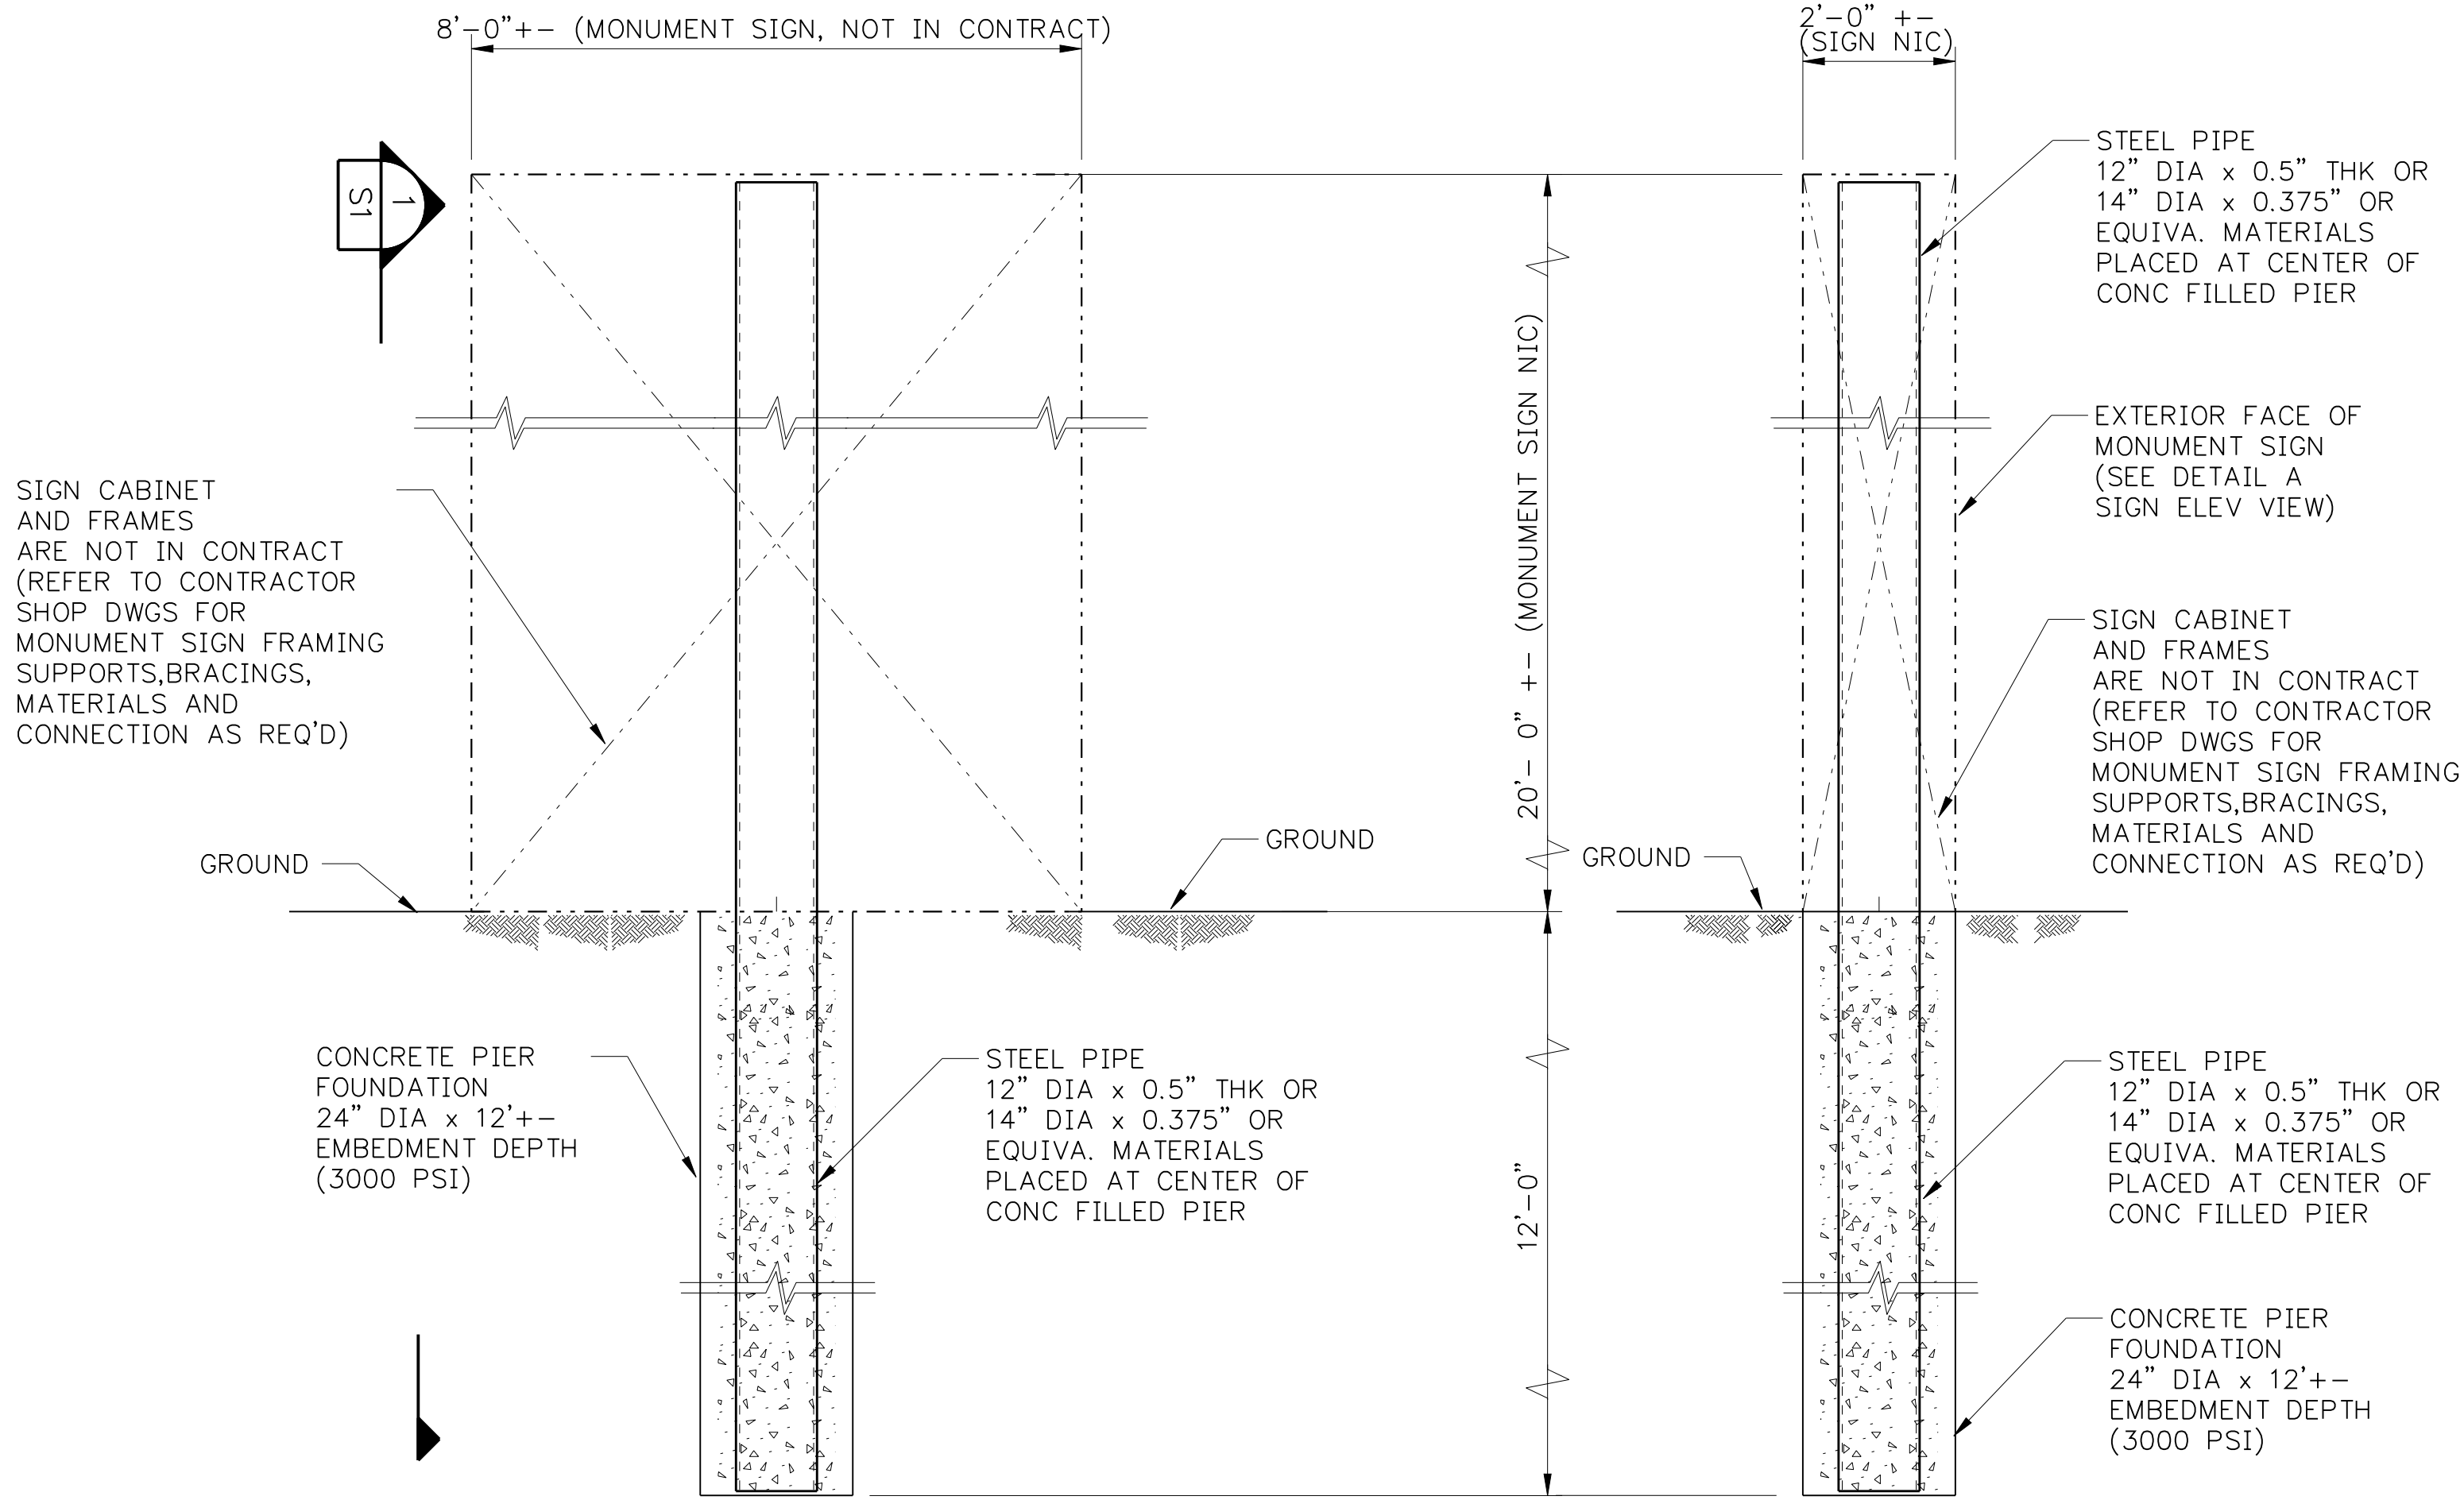 8'-0"+- (MONUMENT SIGN, NOT IN CONTRACT)
2'-0" +-
(SIGN NIC)
1
S1
STEEL PIPE
12" DIA x 0.5" THK OR
14" DIA x 0.375" OR
EQUIVA. MATERIALS
PLACED AT CENTER OF
CONC FILLED PIER
EXTERIOR FACE OF
MONUMENT SIGN
(SEE DETAIL A
SIGN ELEV VIEW)
SIGN CABINET
AND FRAMES
ARE NOT IN CONTRACT
(REFER TO CONTRACTOR
SHOP DWGS FOR
MONUMENT SIGN FRAMING
SUPPORTS,BRACINGS,
MATERIALS AND
CONNECTION AS REQ'D)
20'- 0" +- (MONUMENT SIGN NIC)
SIGN CABINET
AND FRAMES
ARE NOT IN CONTRACT
(REFER TO CONTRACTOR
SHOP DWGS FOR
MONUMENT SIGN FRAMING
SUPPORTS,BRACINGS,
MATERIALS AND
CONNECTION AS REQ'D)
GROUND
GROUND
GROUND
CONCRETE PIER
FOUNDATION
24" DIA x 12'+-
EMBEDMENT DEPTH
(3000 PSI)
STEEL PIPE
12" DIA x 0.5" THK OR
14" DIA x 0.375" OR
EQUIVA. MATERIALS
PLACED AT CENTER OF
CONC FILLED PIER
12'-0"
STEEL PIPE
12" DIA x 0.5" THK OR
14" DIA x 0.375" OR
EQUIVA. MATERIALS
PLACED AT CENTER OF
CONC FILLED PIER
CONCRETE PIER
FOUNDATION
24" DIA x 12'+-
EMBEDMENT DEPTH
(3000 PSI)